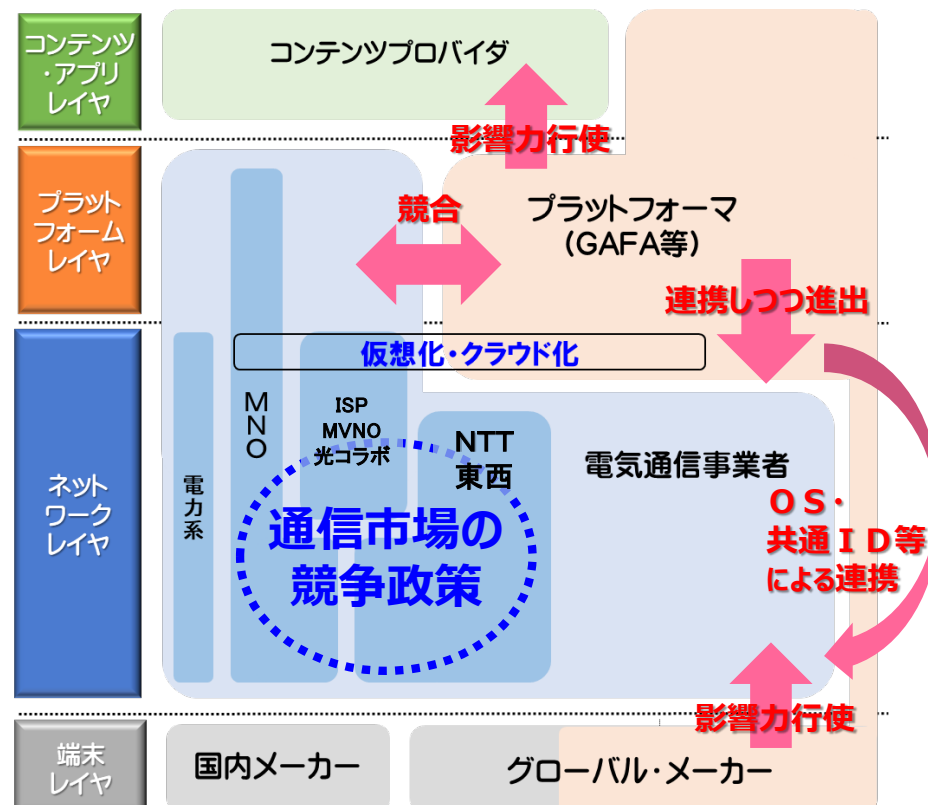 コンテンツ
・アプリ
レイヤ
コンテンツプロバイダ
影響力行使
プラット
フォーム
レイヤ
競合
プラットフォーマ
(GAFA等)
連携しつつ進出
仮想化・クラウド化
ネット
ワーク
レイヤ
電力系
MNO
ISP
MVNO
光コラボ
NTT
東西
電気通信事業者
通信市場の
競争政策
OS・
共通ID等
による連携
影響力行使
端末
レイヤ
国内メーカー
グローバル・メーカー